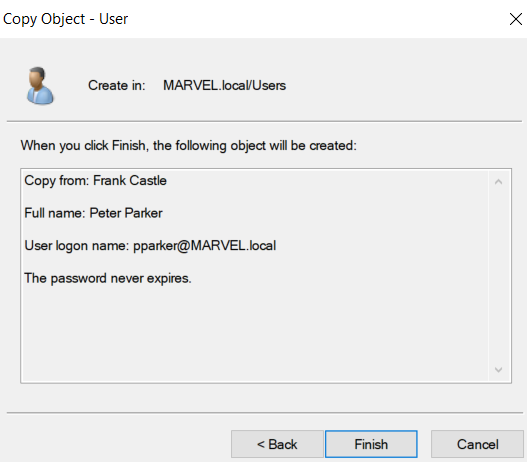 Copy Object - User
Create in: MARVEL.local/Users
When you click Finish, the following object will be created:
Copy from: Frank Castle
Full name: Peter Parker
User logon name: pparker@MARVEL.local
The password never expires.
< Back Finish Cancel